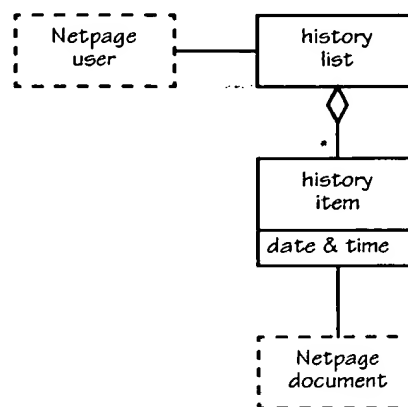 Netpage
user
history
list
*
history
item
date & time
Netpage
document